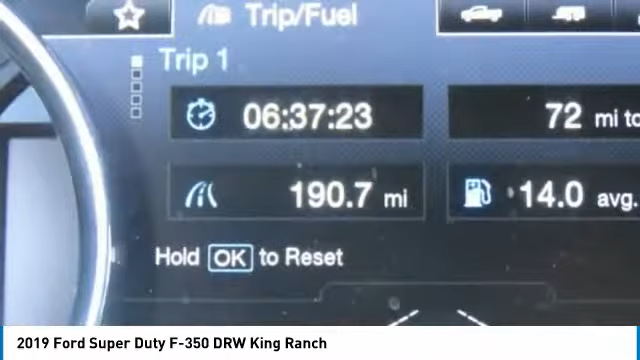 Trip/Fuel
Trip 1
06:37:23
72 mi to
190.7 mi
14.0 avg.
Hold OK to Reset
2019 Ford Super Duty F-350 DRW King Ranch